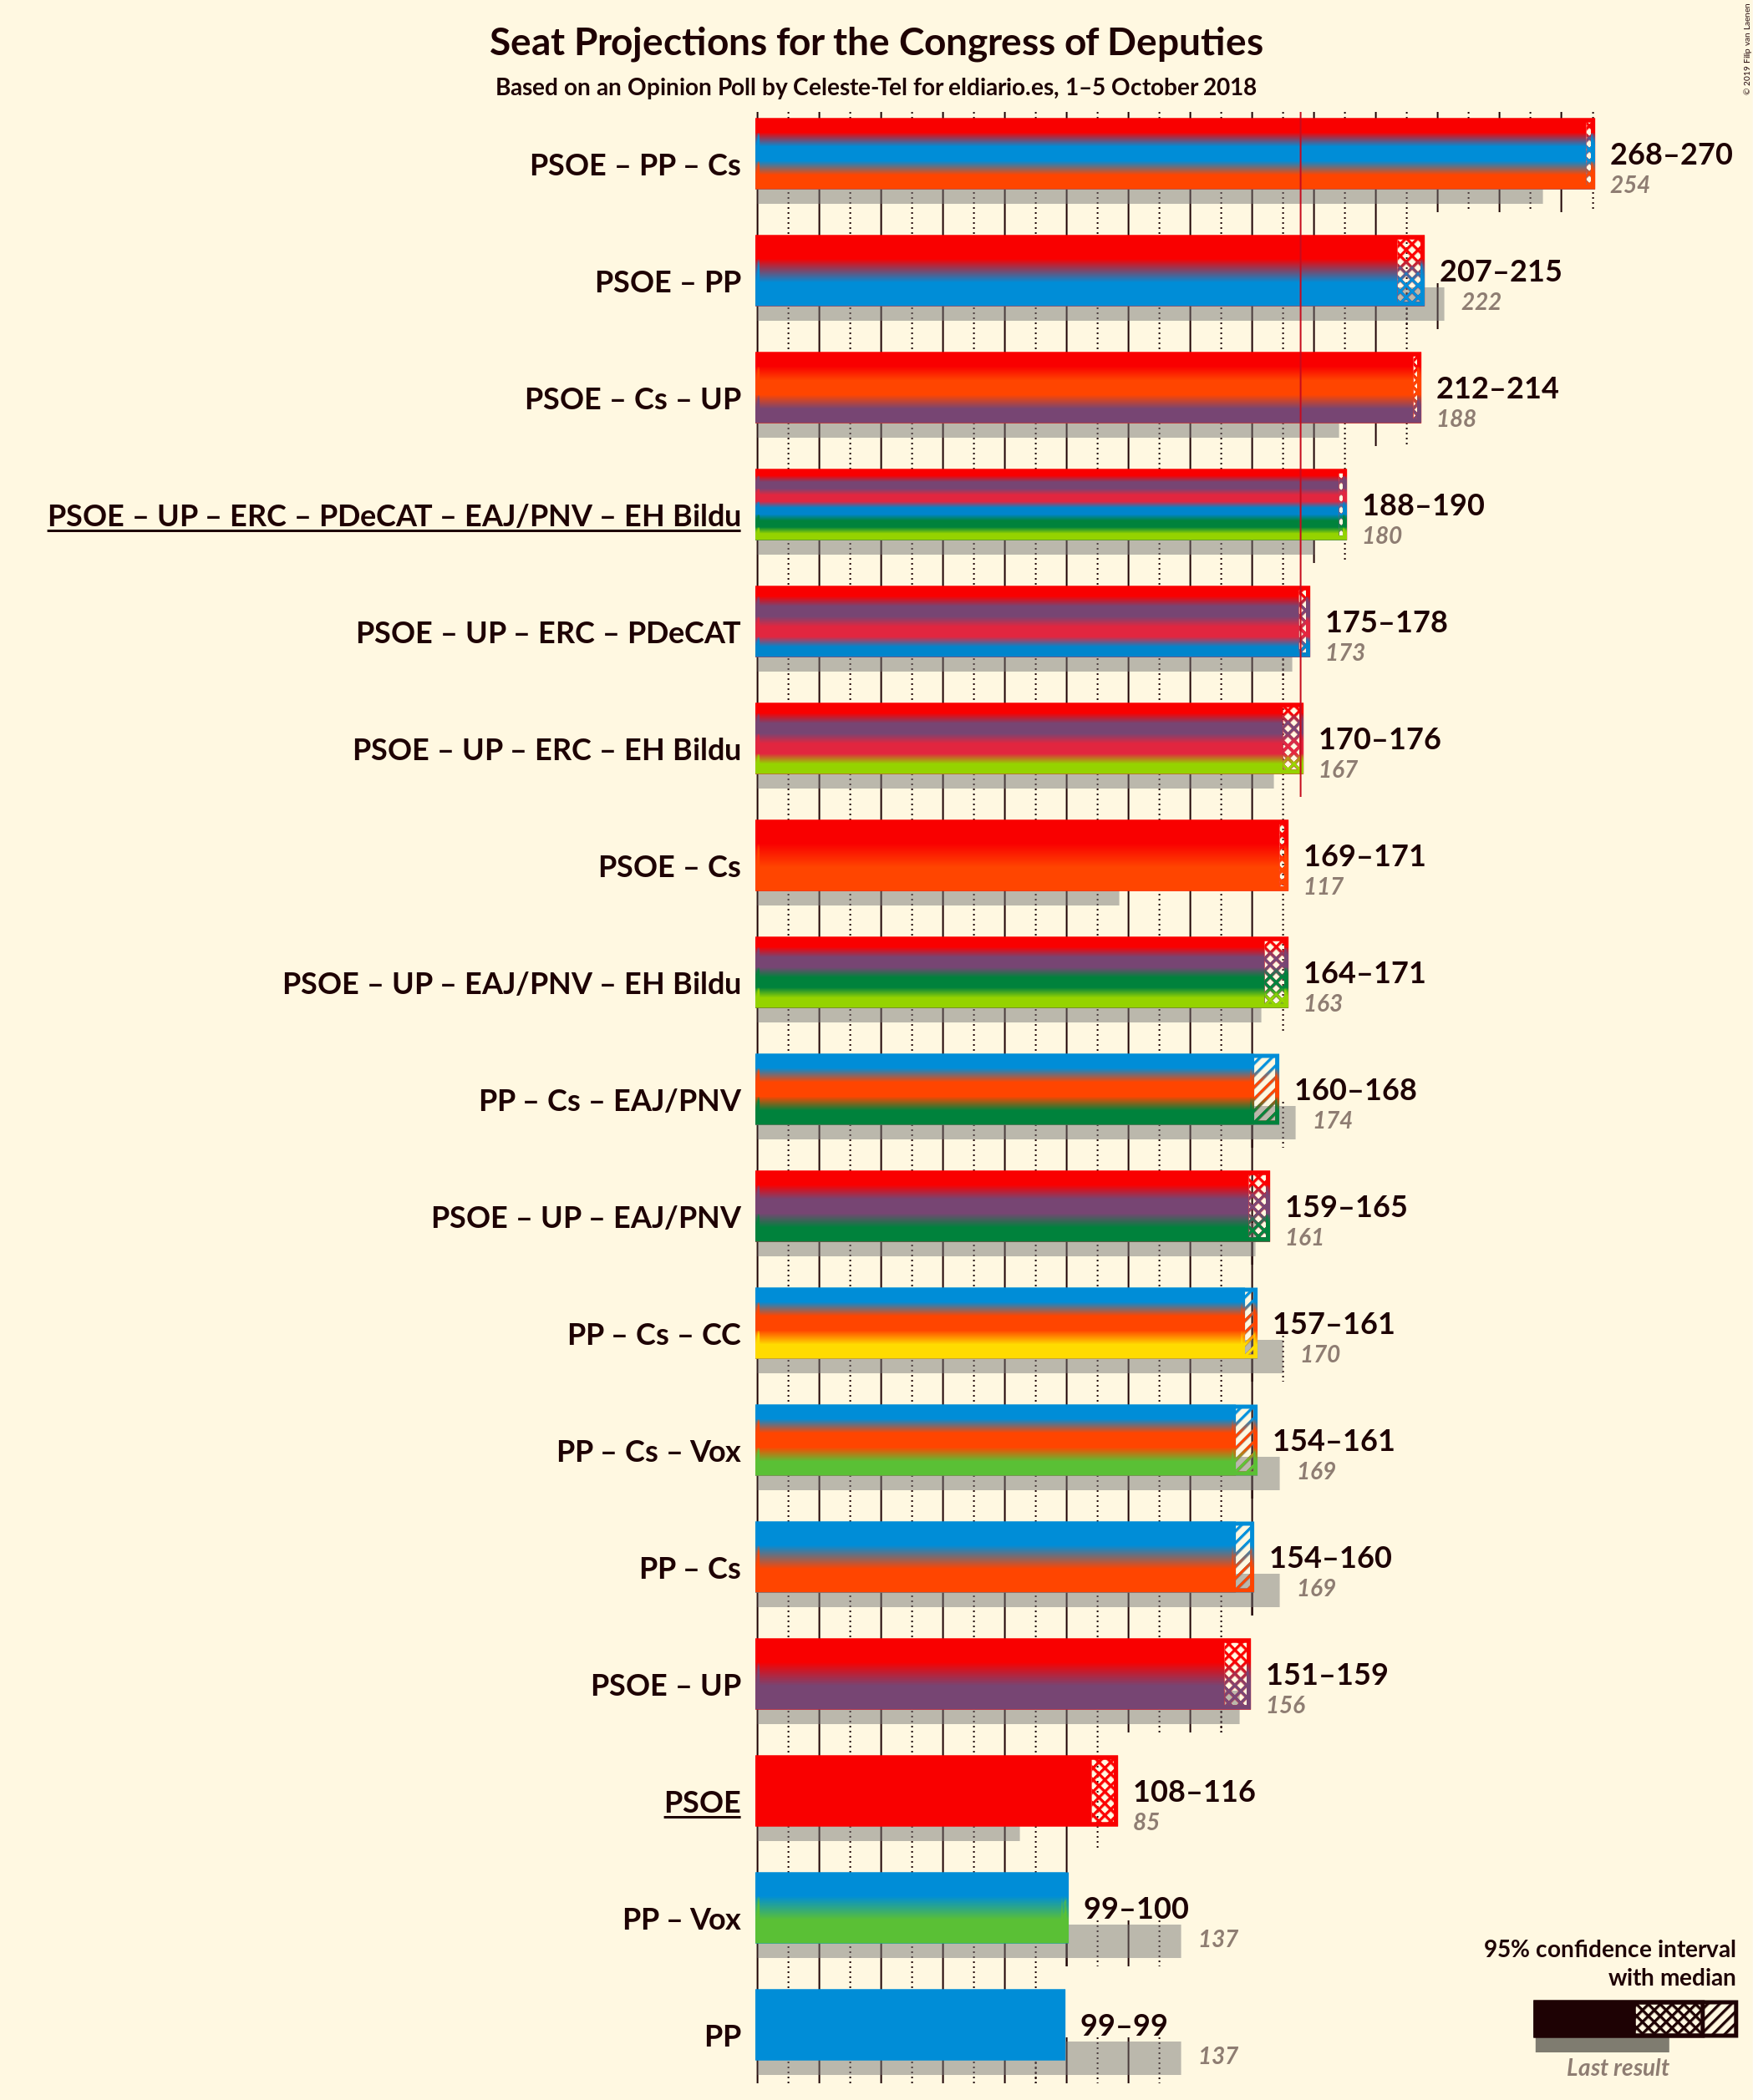 Seat Projections for the Congress of Deputies
Based on an Opinion Poll by Celeste-Tel for eldiario.es, 1–5 October 2018
© 2019 Filip van Laenen
PSOE – PP – Cs
268–270
254
PSOE – PP
207–215
222
PSOE – Cs – UP
212–214
188
PSOE – UP – ERC – PDeCAT – EAJ/PNV – EH Bildu
188–190
180
PSOE – UP – ERC – PDeCAT
175–178
173
PSOE – UP – ERC – EH Bildu
170–176
167
PSOE – Cs
169–171
117
PSOE – UP – EAJ/PNV – EH Bildu
164–171
163
PP – Cs – EAJ/PNV
160–168
174
PSOE – UP – EAJ/PNV
159–165
161
PP – Cs – CC
157–161
170
PP – Cs – Vox
154–161
169
PP – Cs
154–160
169
PSOE – UP
151–159
156
PSOE
108–116
85
PP – Vox
99–100
137
PP
99–99
137
95% confidence interval
with median
Last result